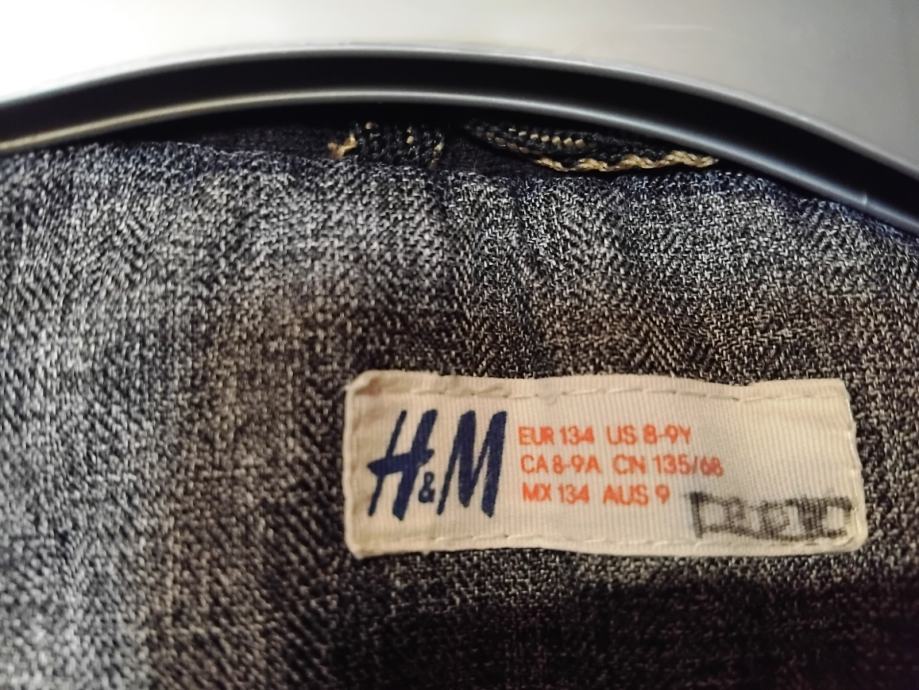 H&M
EUR 134 US 8-9Y
CA 8-9A CN 135/68
MX 134 AUS 9